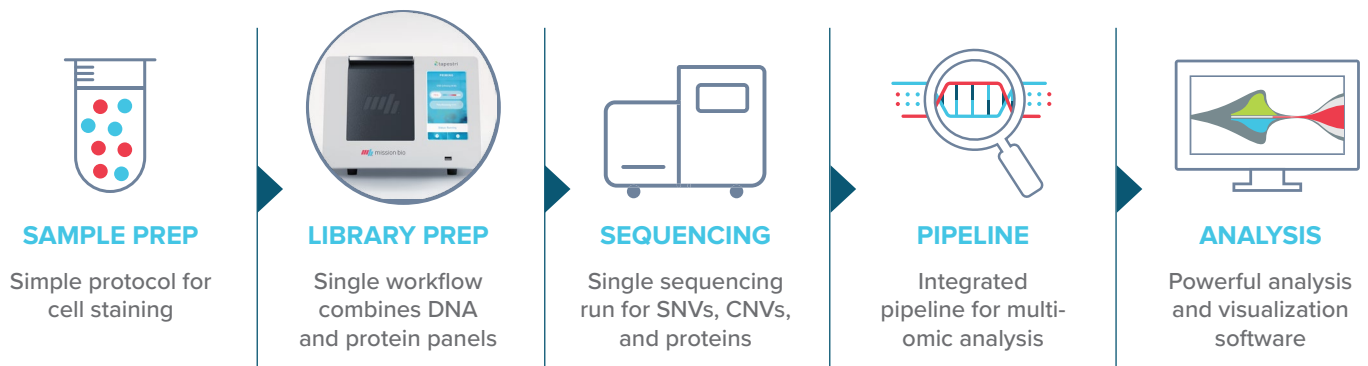 tapestri
mission bio
SAMPLE PREP
Simple protocol for
cell staining
LIBRARY PREP
Single workflow
combines DNA
and protein panels
SEQUENCING
Single sequencing
run for SNVs, CNVs,
and proteins
PIPELINE
Integrated
pipeline for multi-
omic analysis
ANALYSIS
Powerful analysis
and visualization
software